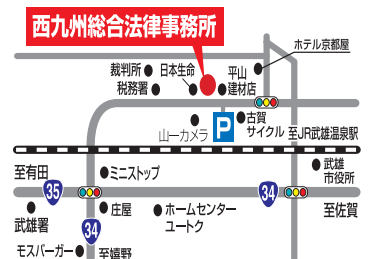 西九州総合法律事務所
ホテル京都屋
裁判所
日本生命
平山
建材店
税務署
山一カメラ
P
古賀
サイクル
至JR武雄温泉駅
至有田
ミニストップ
武雄
市役所
35
34
庄屋
ホームセンター
ユートク
至佐賀
武雄署
34
モスバーガー
至嬉野